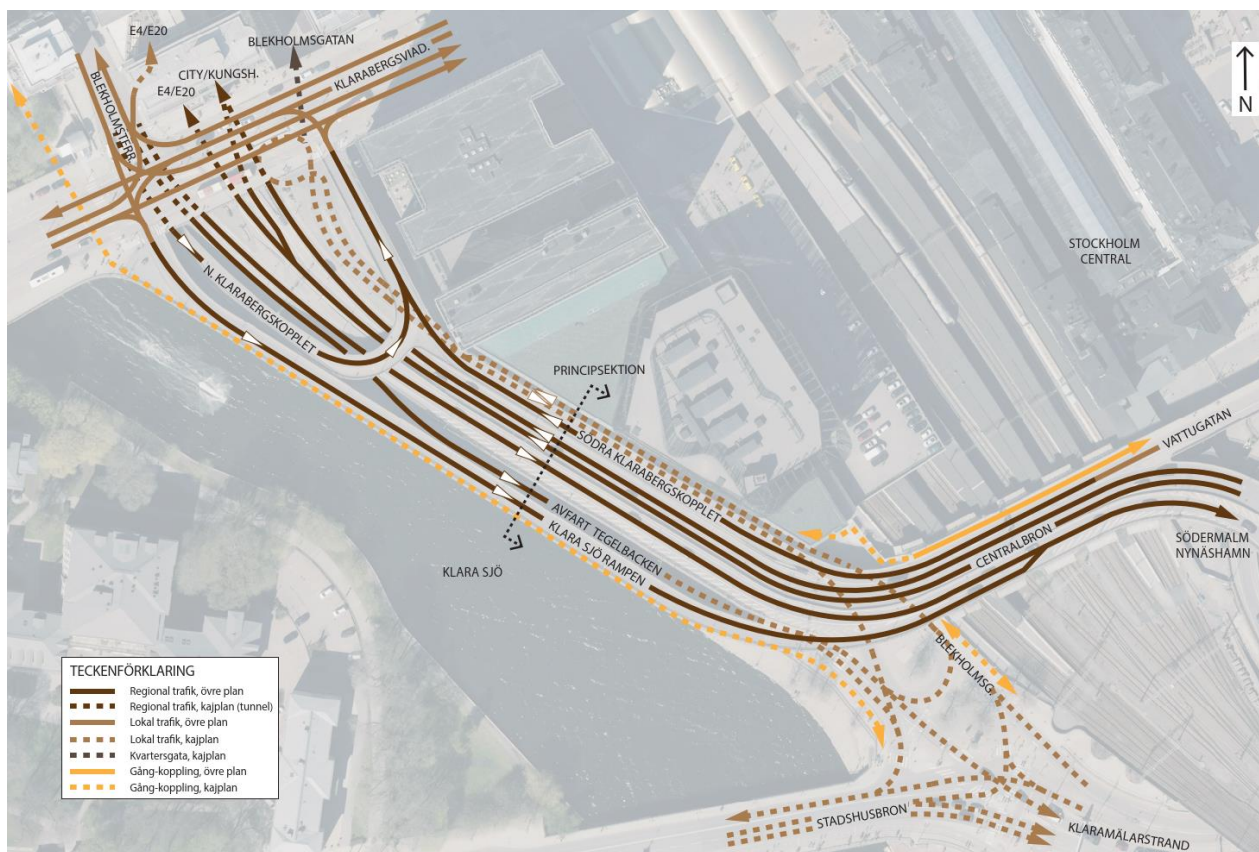 E4/E20
BLEKHOLMSGATAN
N
CITY/KUNGSH.
KLARABERGSVIAD.
E4/E20
BLEKHOLMSTERR.
STOCKHOLM
CENTRAL
N. KLARABERGSKOPPLET
PRINCIPSEKTION
VATTUGATAN
SÖDRA KLARABERGSKOPPLET
AVFART TEGELBACKEN
CENTRALBRON
SÖDERMALM
NYNÄSHAMN
KLARA SJÖ RAMPEN
KLARA SJÖ
BLEKHOLMSG.
TECKENFÖRKLARING
Regional trafik, övre plan
Regional trafik, kajplan (tunnel)
Lokal trafik, övre plan
Lokal trafik, kajplan
Kvartersgata, kajplan
Gång-koppling, övre plan
Gång-koppling, kajplan
STADSHUSBRON
KLARAMÄLARSTRAND